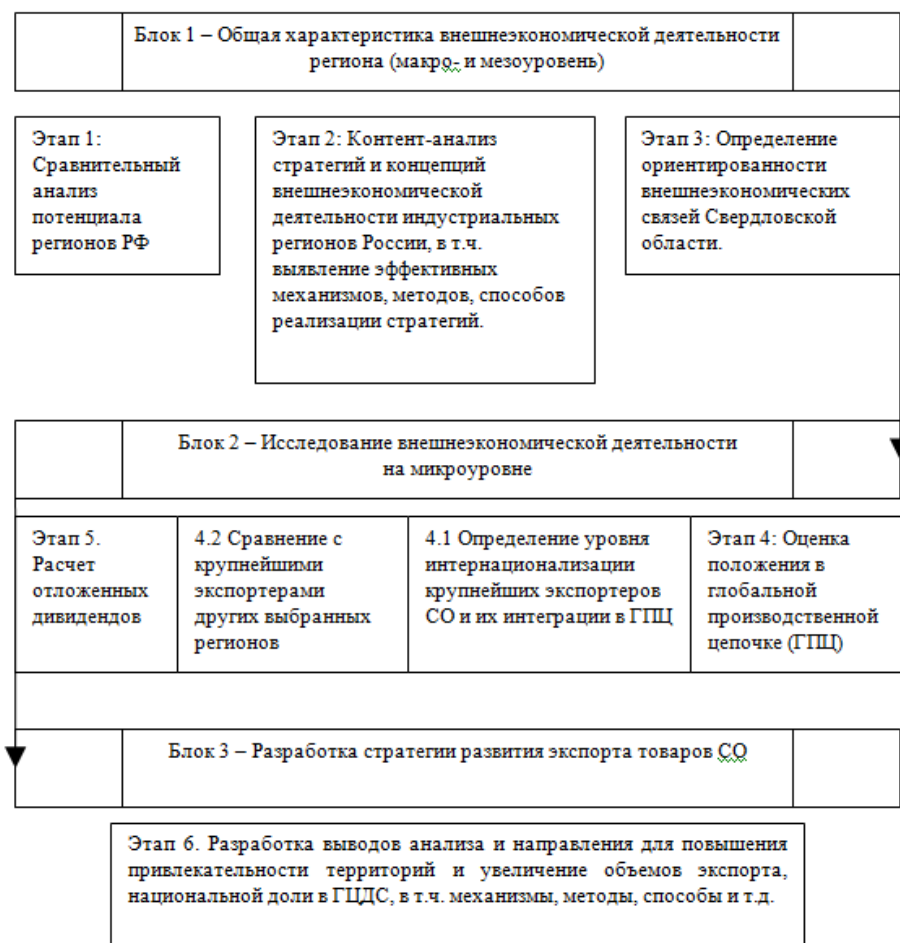 Блок 1 – Общая характеристика внешнеэкономической деятельности
региона (макро- и мезоуровень)
Этап 1:
Сравнительный
анализ
потенциала
регионов РФ
Этап 2: Контент-анализ
стратегий и концепций
внешнеэкономической
деятельности индустриальных
регионов России, в т.ч.
выявление эффективных
механизмов, методов, способов
реализации стратегий.
Этап 3: Определение
ориентированности
внешнеэкономических
связей Свердловской
области.
Блок 2 – Исследование внешнеэкономической деятельности
на микроуровне
Этап 5.
Расчет
отложенных
дивидендов
4.2 Сравнение с
крупнейшими
экспортерами
других выбранных
регионов
4.1 Определение уровня
интернационализации
крупнейших экспортеров
СО и их интеграции в ГПЦ
Этап 4: Оценка
положения в
глобальной
производственной
цепочке (ГПЦ)
Блок 3 – Разработка стратегии развития экспорта товаров СО
Этап 6. Разработка выводов анализа и направления для повышения
привлекательности территорий и увеличение объемов экспорта,
национальной доли в ГЦДС, в т.ч. механизмы, методы, способы и т.д.